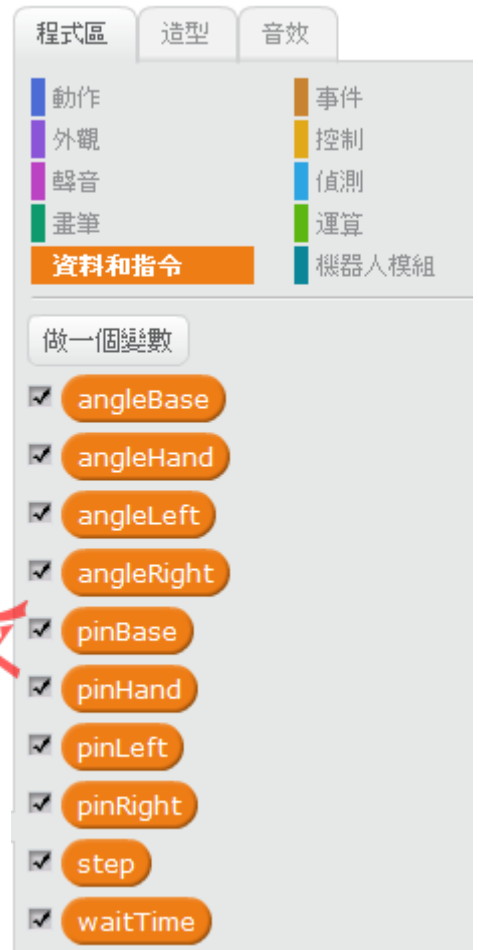 程式區 造型 音效
動作 事件
外觀 控制
聲音 偵測
畫筆 運算
資料和指令 機器人模組
做一個變數
angleBase
angleHand
angleLeft
angleRight
pinBase
pinHand
pinLeft
pinRight
step
waitTime